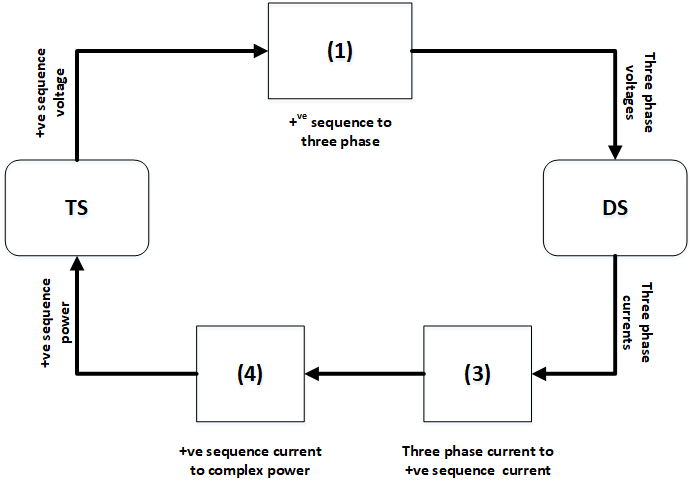 +ve sequence
voltage
(1)
+ve sequence to
three phase
Three phase
voltages
TS
DS
+ve sequence
power
(4)
+ve sequence current
to complex power
(3)
Three phase current to
+ve sequence current
Three phase
currents